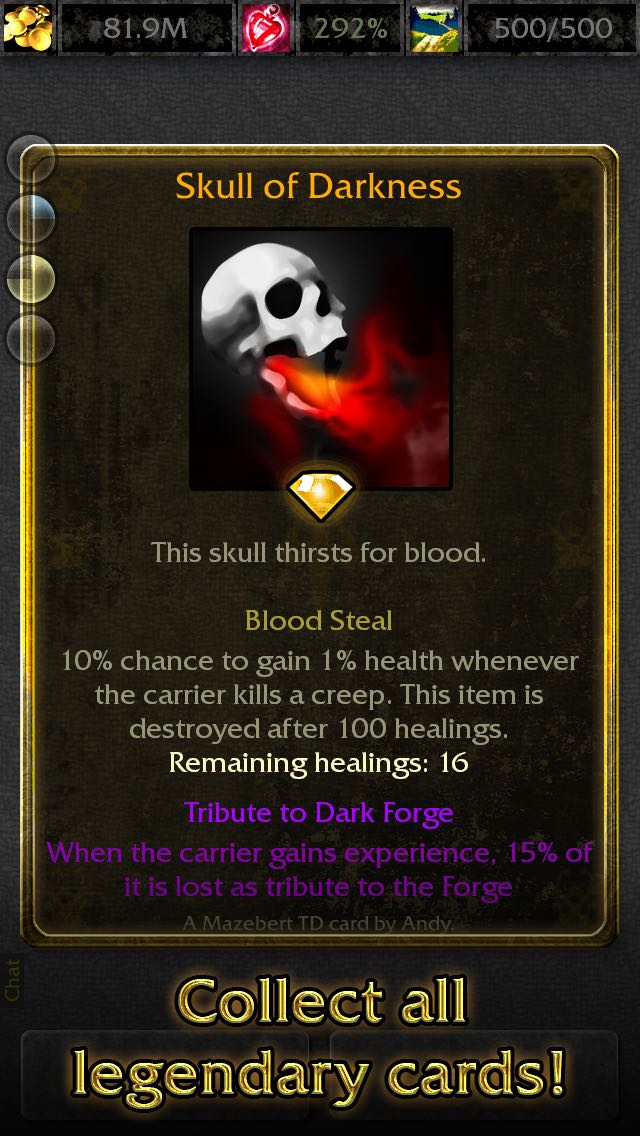 81.9M 292% 500/500
Skull of Darkness
This skull thirsts for blood.
Blood Steal
10% chance to gain 1% health whenever
the carrier kills a creep. This item is
destroyed after 100 healings.
Remaining healings: 16
Tribute to Dark Forge
When the carrier gains experience, 15% of
it is lost as tribute to the Forge
A Mazebert TD card by Andy.
Chat
Collect all
legendary cards!